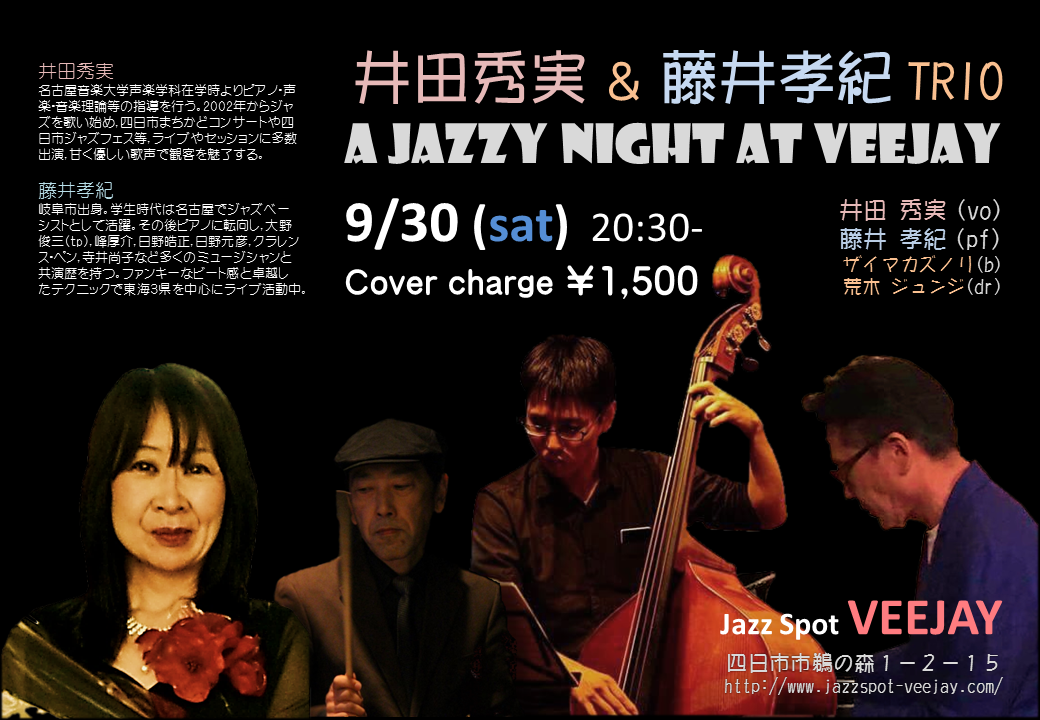 井田秀実 & 藤井孝紀 TRIO
A JAZZY NIGHT AT VEEJAY
9/30 (sat) 20:30-
Cover charge ￥1,500
井田 秀実 (vo)
藤井 孝紀 (pf)
ザイマカズノリ(b)
荒木 ジュンジ(dr)
井田秀実
名古屋音楽大学声楽学科在学時よりピアノ・声
楽・音楽理論等の指導を行う。2002年からジャ
ズを歌い始め,四日市まちかどコンサートや四
日市ジャズフェス等,ライブやセッションに多数
出演,甘く優しい歌声で観客を魅了する。
藤井孝紀
岐阜市出身。学生時代は名古屋でジャズベー
シストとして活躍。その後ピアノに転向し,大野
俊三(tp),峰厚介,日野皓正,日野元彦,クラレン
ス・ペン,寺井尚子など多くのミュージシャンと
共演歴を持つ。ファンキーなビート感と卓越し
たテクニックで東海3県を中心にライブ活動中。
Jazz Spot VEEJAY
四日市市鵜の森１－２－１５
http://www.jazzspot-veejay.com/